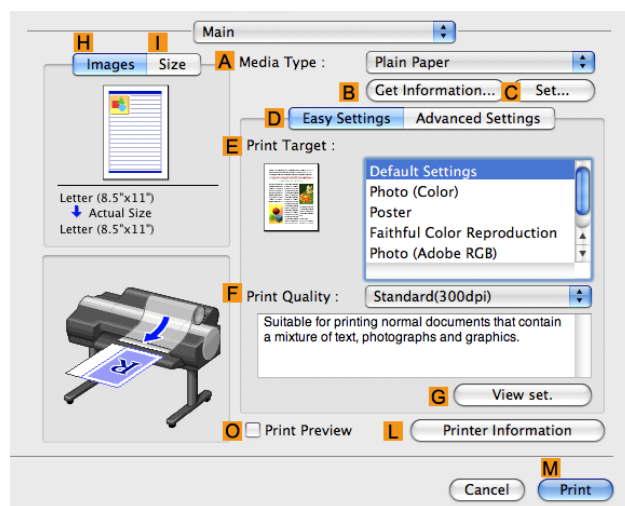 Main
H I
Images Size
A Media Type : Plain Paper
B Get Information... C Set...
D Easy Settings Advanced Settings
E Print Target :
Default Settings
Photo (Color)
Poster
Faithful Color Reproduction
Photo (Adobe RGB)
Letter (8.5"x11")
Actual Size
Letter (8.5"x11")
F Print Quality : Standard(300dpi)
Suitable for printing normal documents that contain
a mixture of text, photographs and graphics.
R
G View set.
O Print Preview L Printer Information
M
Cancel Print